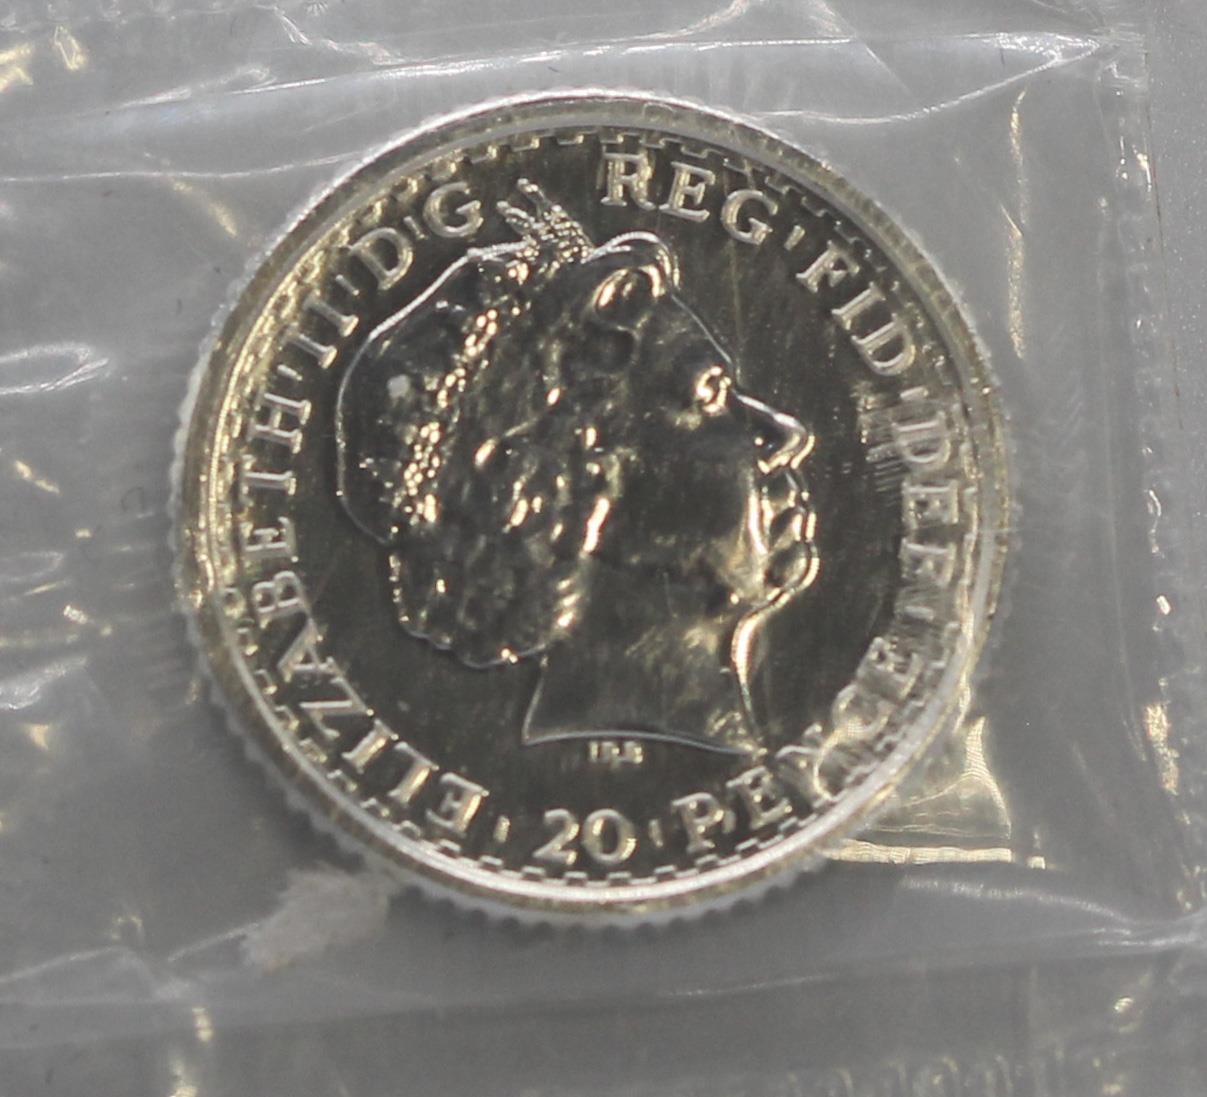 ELIZABETH·II·D·G REG·FID·DEF
20·PENCE
IRB